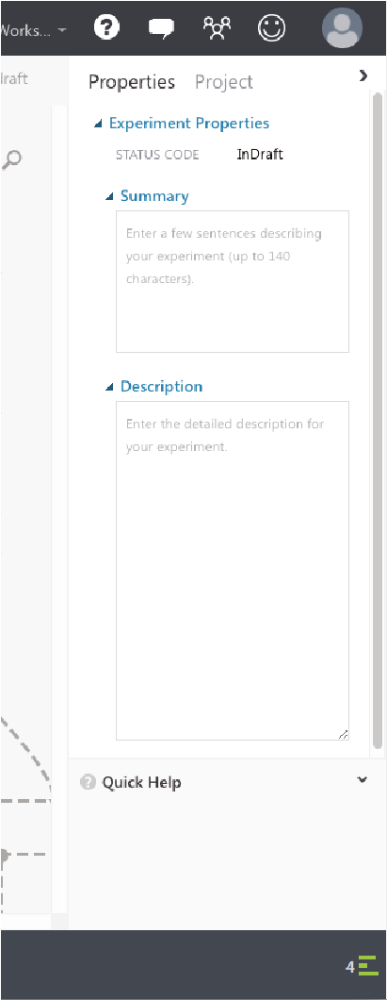 Works...
?
raft
Properties Project
Experiment Properties
STATUS CODE InDraft
Summary
Enter a few sentences describing
your experiment (up to 140
characters).
Description
Enter the detailed description for
your experiment.
? Quick Help
4